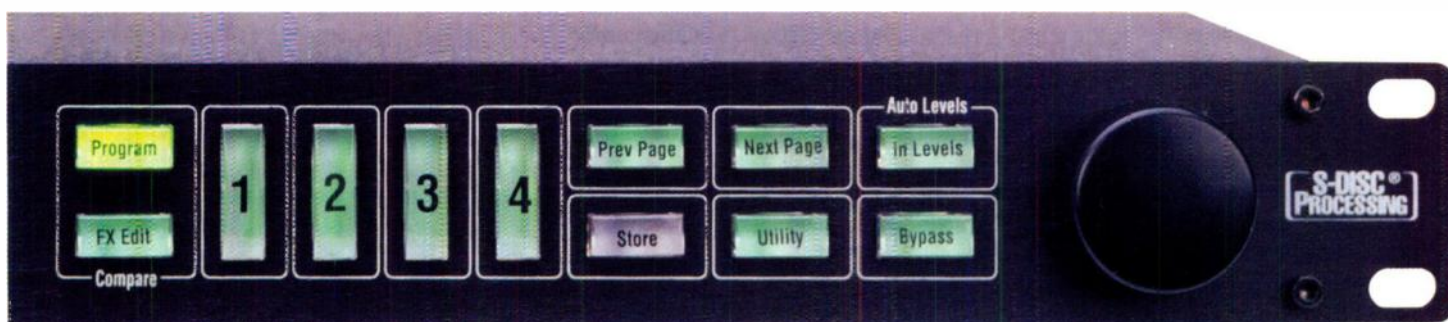 Program
FX Edit
Compare
1
2
3
4
Prev Page
Next Page
Auto Levels
In Levels
Store
Utility
Bypass
S-DISC®
PROCESSING